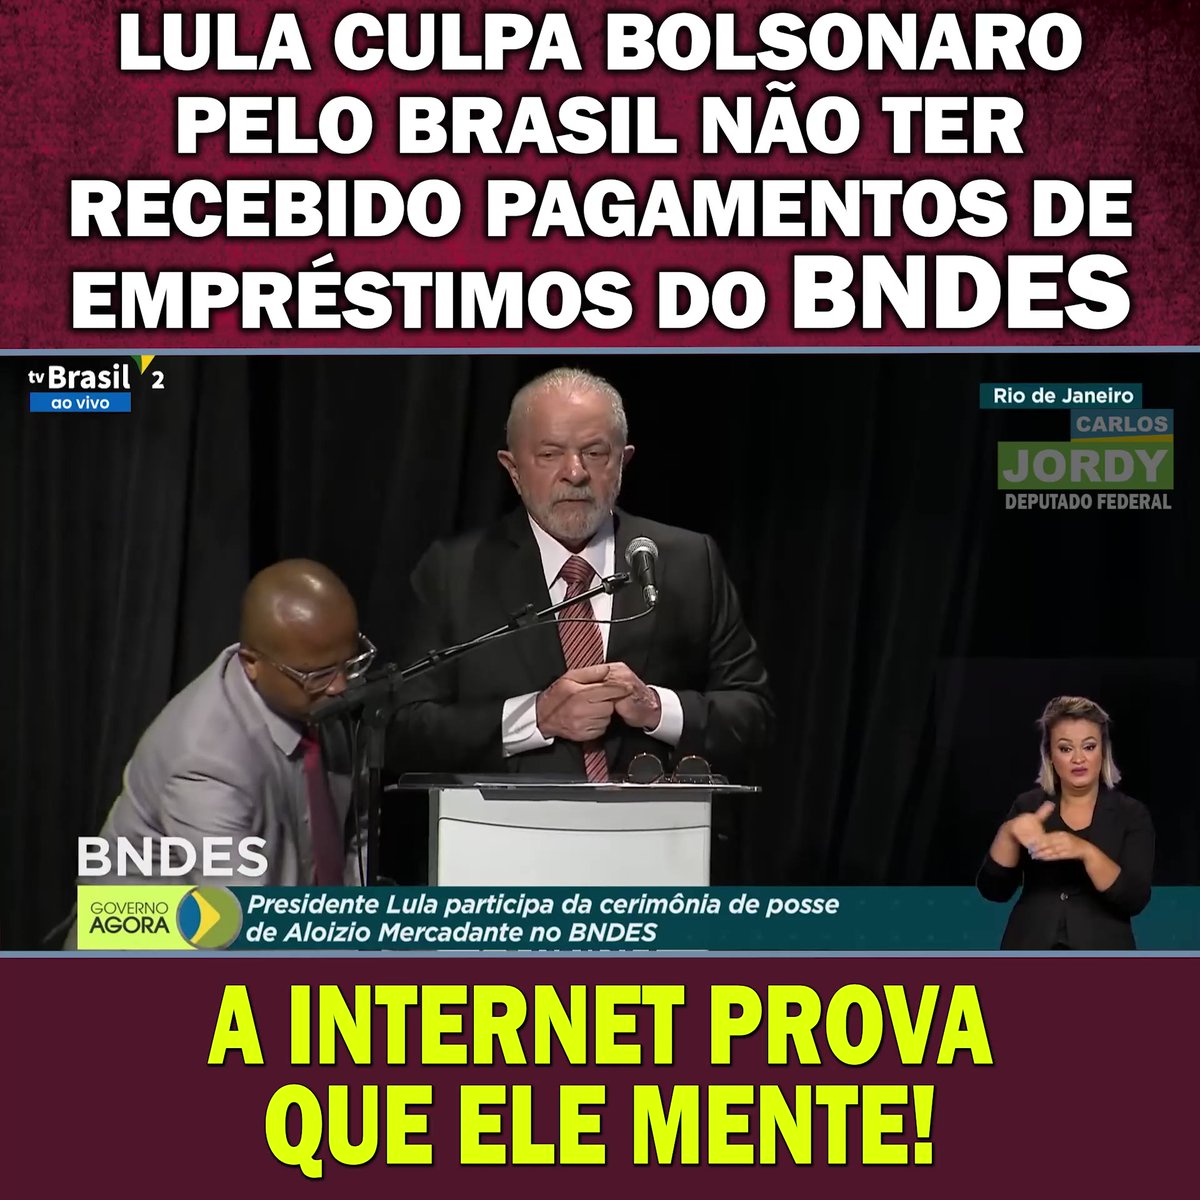 LULA CULPA BOLSONARO
PELO BRASIL NÃO TER
RECEBIDO PAGAMENTOS DE
EMPRÉSTIMOS DO BNDES
tv Brasil 2
ao vivo
Rio de Janeiro
CARLOS
JORDY
DEPUTADO FEDERAL
BNDES
GOVERNO
AGORA
Presidente Lula participa da cerimônia de posse
de Aloizio Mercadante no BNDES
A INTERNET PROVA
QUE ELE MENTE!